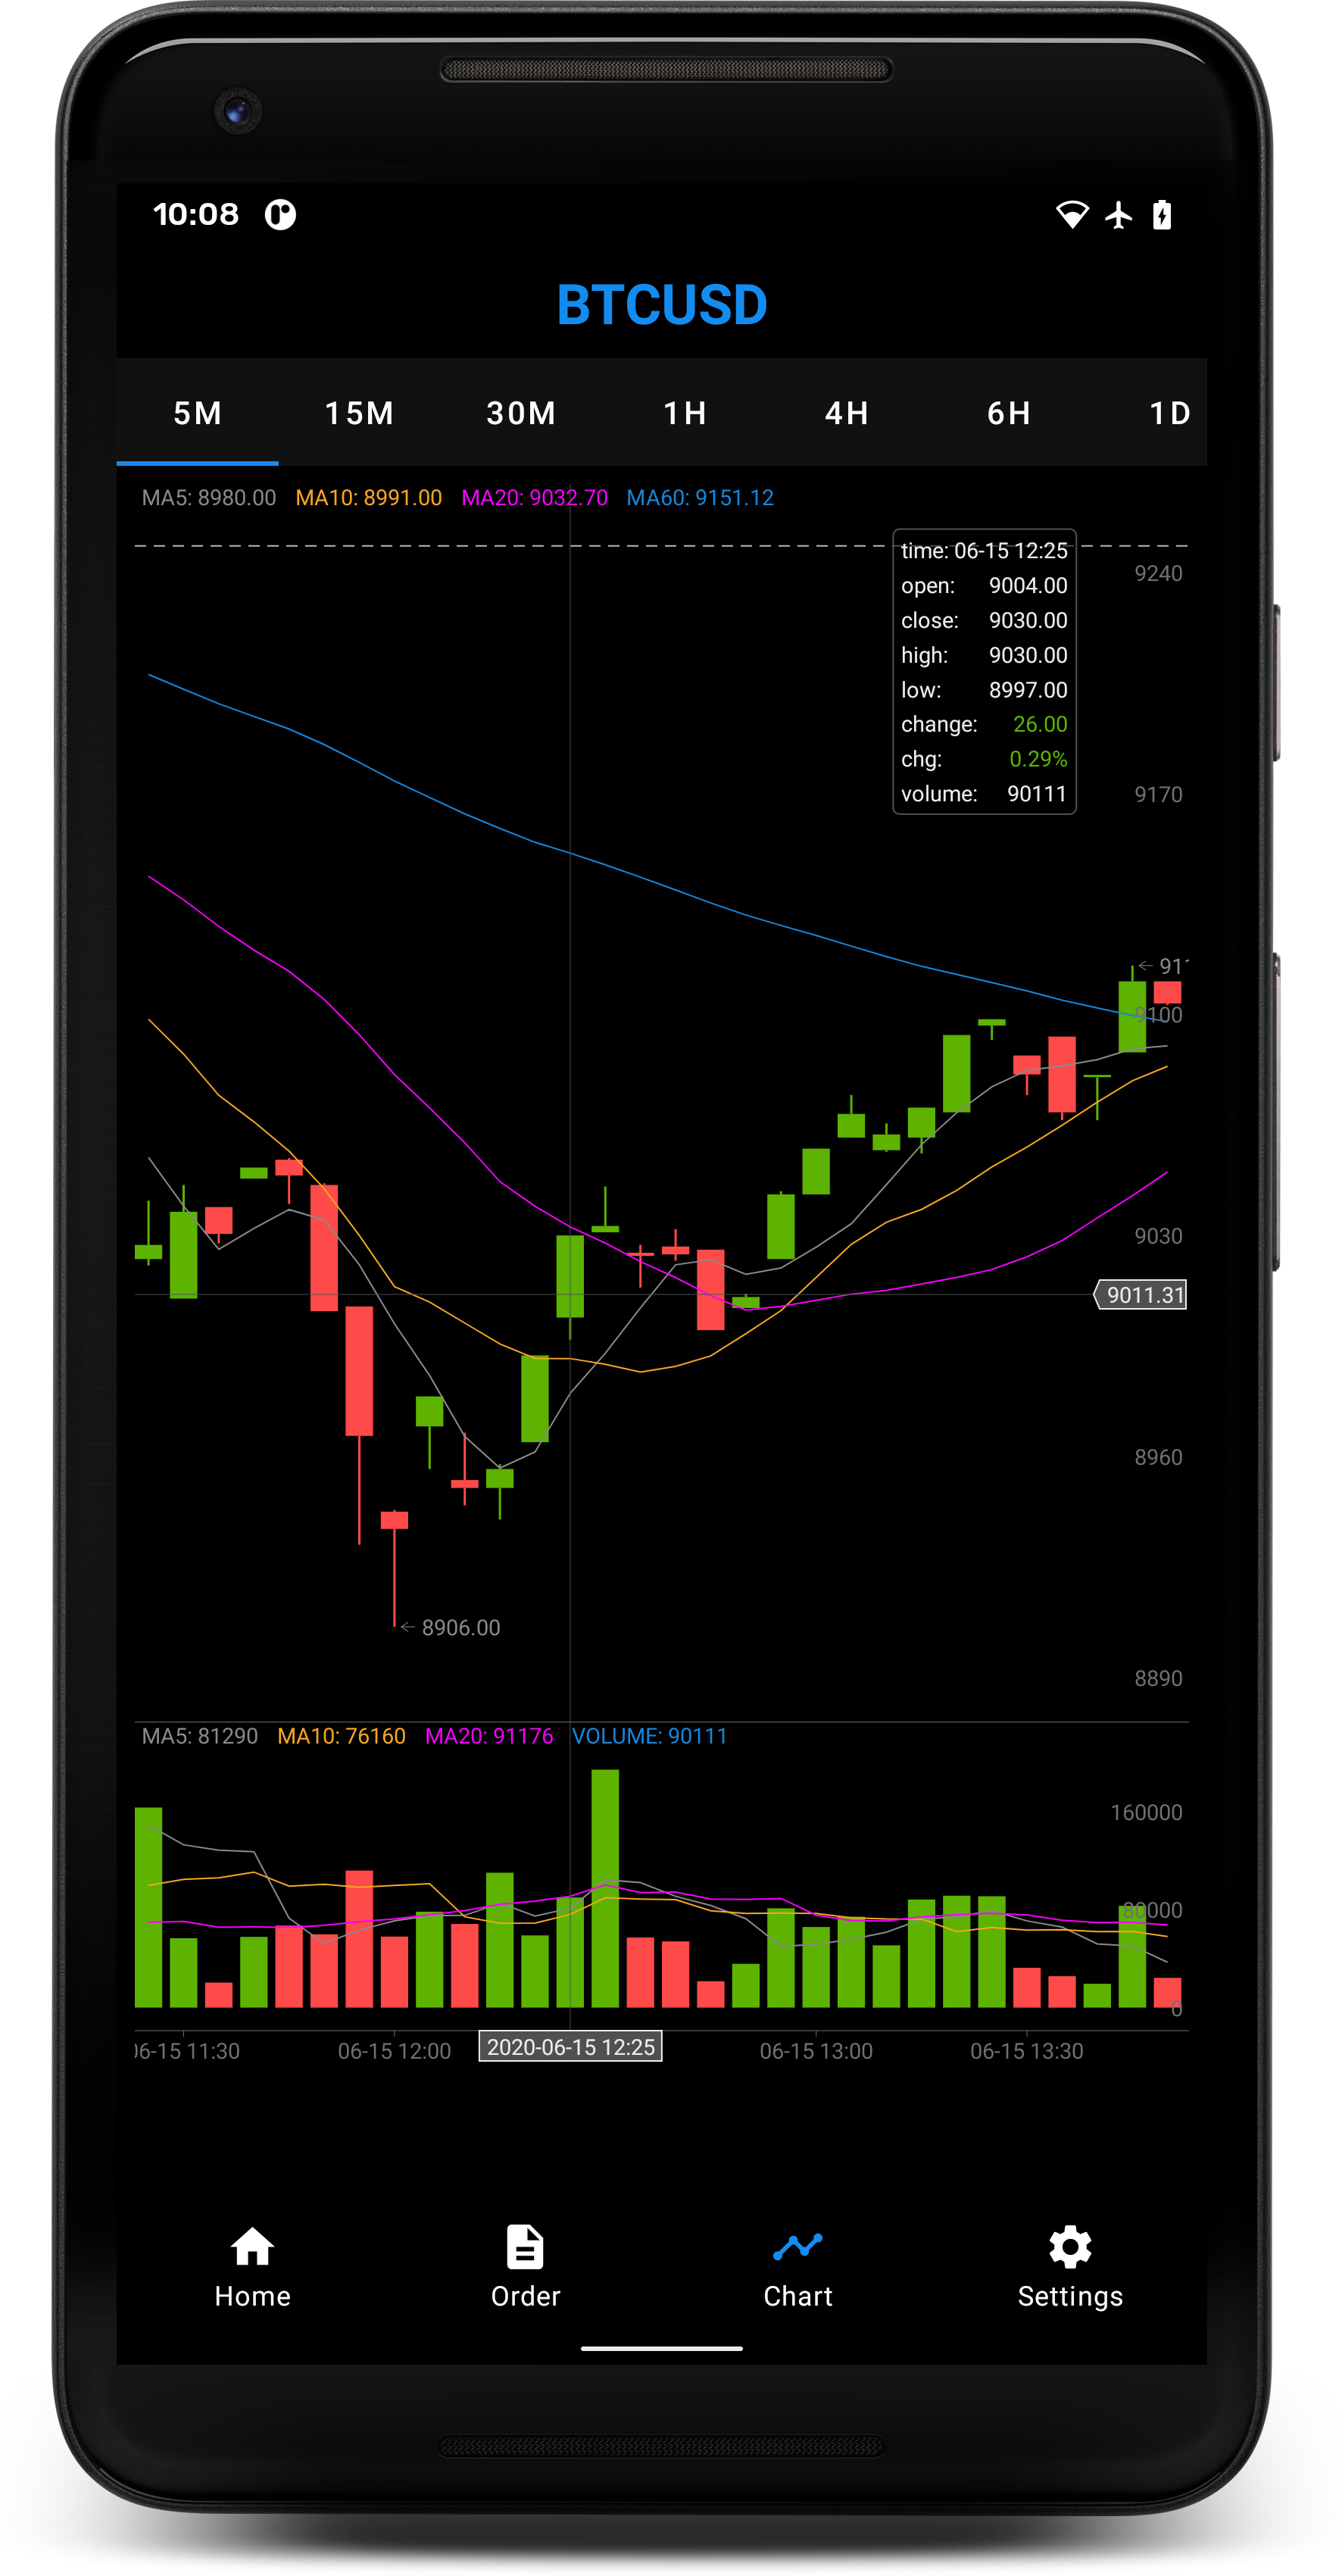 10:08
BTCUSD
5M 15M 30M 1H 4H 6H 1D
MA5: 8980.00 MA10: 8991.00 MA20: 9032.70 MA60: 9151.12
time: 06-15 12:25
open: 9004.00
close: 9030.00
high: 9030.00
low: 8997.00
change: 26.00
chg: 0.29%
volume: 90111
9240
9170
9100
9030
9011.31
8960
8906.00
8890
MA5: 81290 MA10: 76160 MA20: 91176 VOLUME: 90111
160000
80000
0
06-15 11:30 06-15 12:00 2020-06-15 12:25 06-15 13:00 06-15 13:30
Home Order Chart Settings